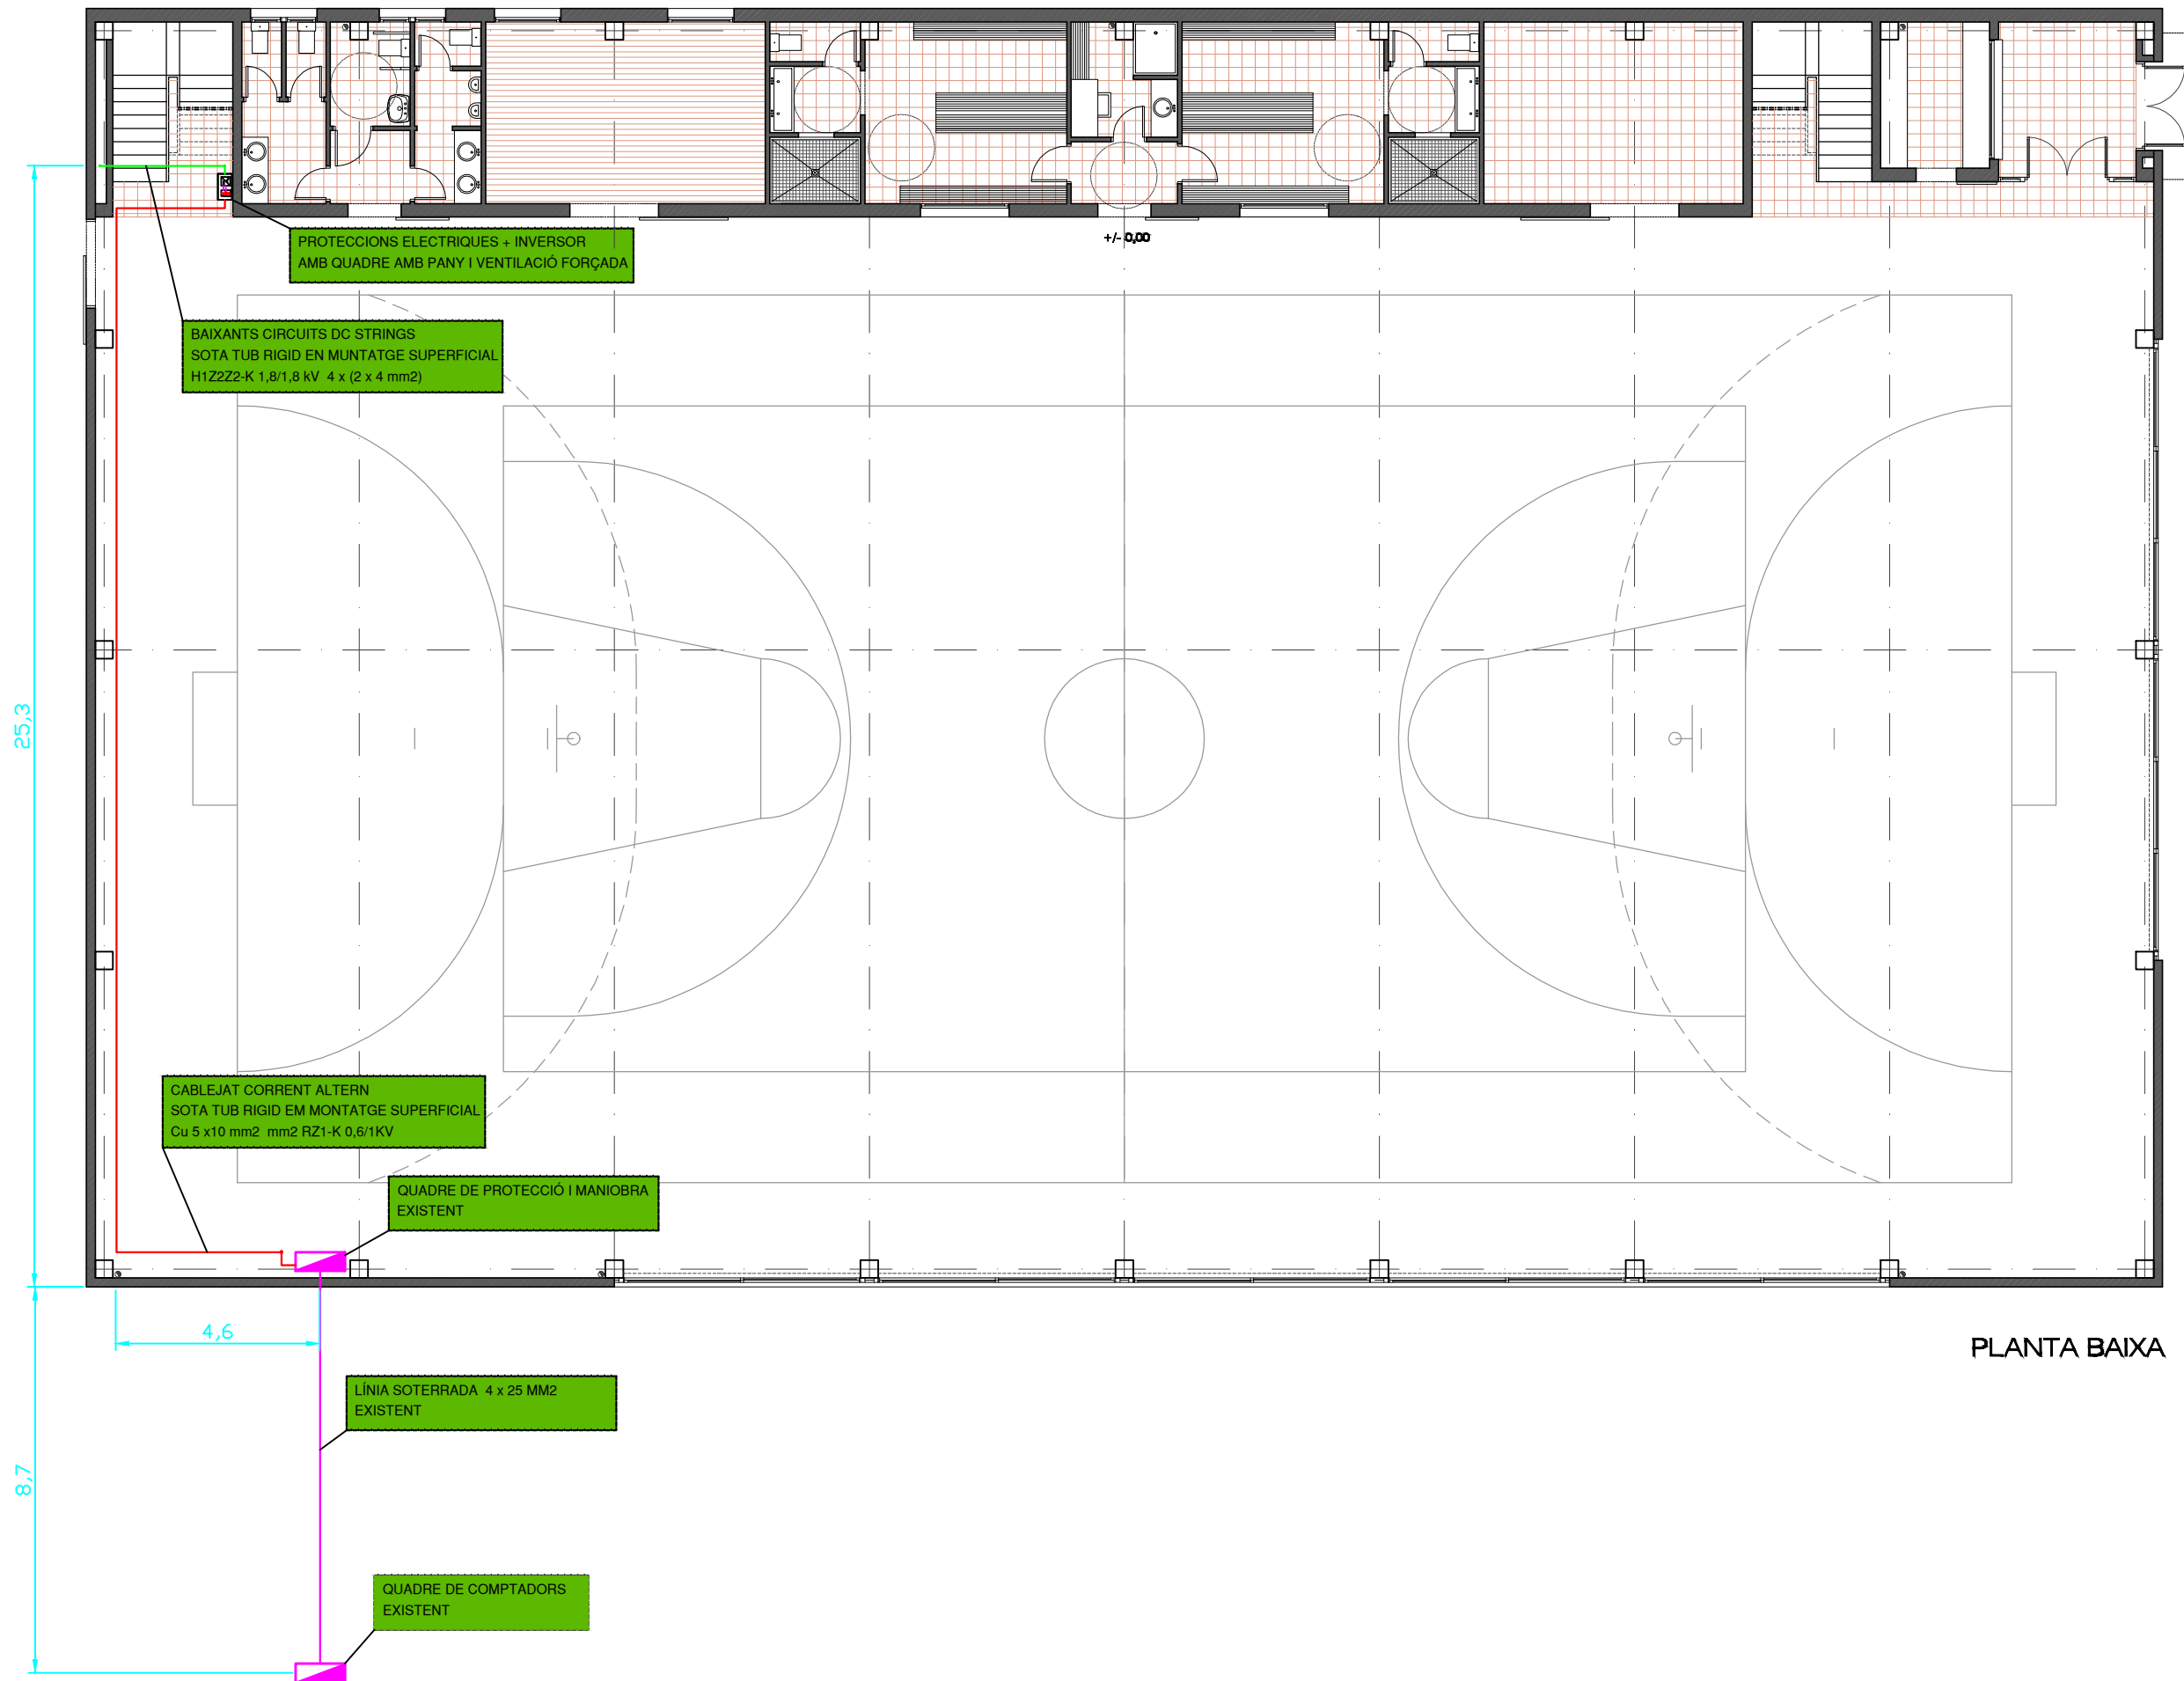 +/- 0,00
PROTECCIONS ELECTRIQUES + INVERSOR
AMB QUADRE AMB PANY I VENTILACIÓ FORÇADA
BAIXANTS CIRCUITS DC STRINGS
SOTA TUB RIGID EN MUNTATGE SUPERFICIAL
H1Z2Z2-K 1,8/1,8 kV 4 x (2 x 4 mm2)
25,3
CABLEJAT CORRENT ALTERN
SOTA TUB RIGID EM MONTATGE SUPERFICIAL
Cu 5 x10 mm2 mm2 RZ1-K 0,6/1KV
QUADRE DE PROTECCIÓ I MANIOBRA
EXISTENT
4,6
PLANTA BAIXA
LÍNIA SOTERRADA 4 x 25 MM2
EXISTENT
8,7
QUADRE DE COMPTADORS
EXISTENT